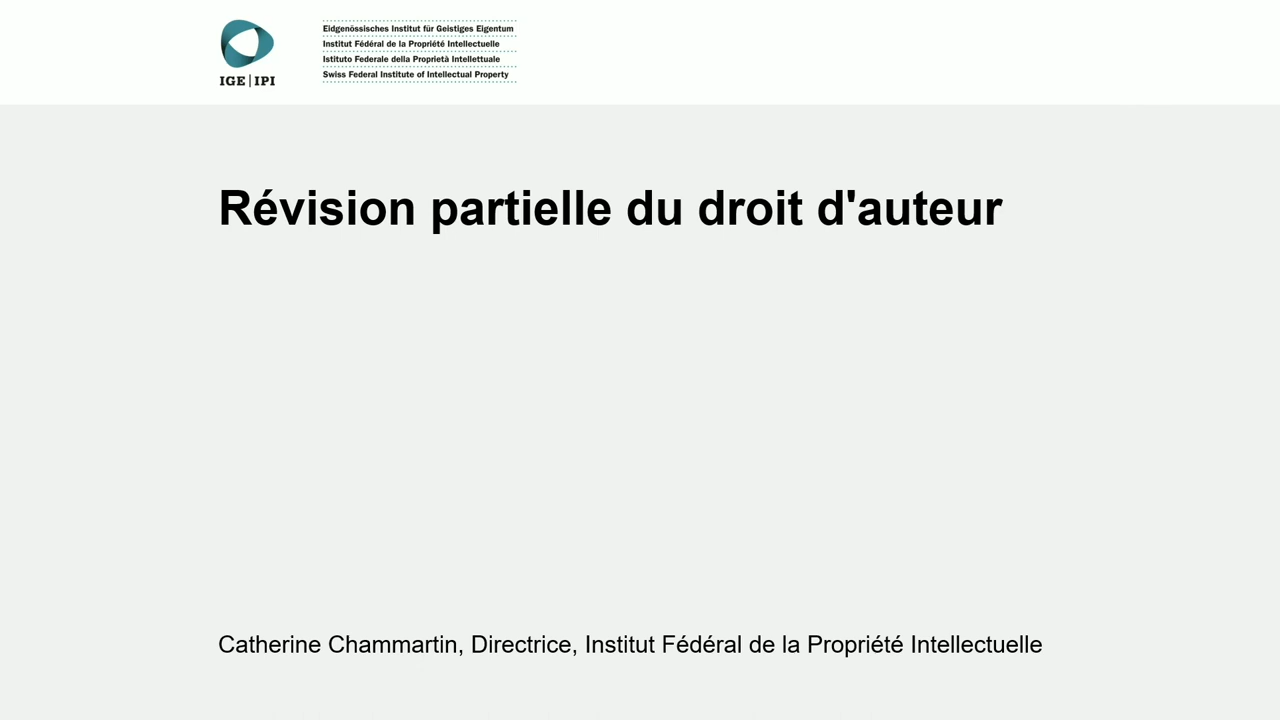 IGE | IPI
Eidgenössisches Institut für Geistiges Eigentum
Institut Fédéral de la Propriété Intellectuelle
Istituto Federale della Proprietà Intellettuale
Swiss Federal Institute of Intellectual Property
Révision partielle du droit d'auteur
Catherine Chammartin, Directrice, Institut Fédéral de la Propriété Intellectuelle